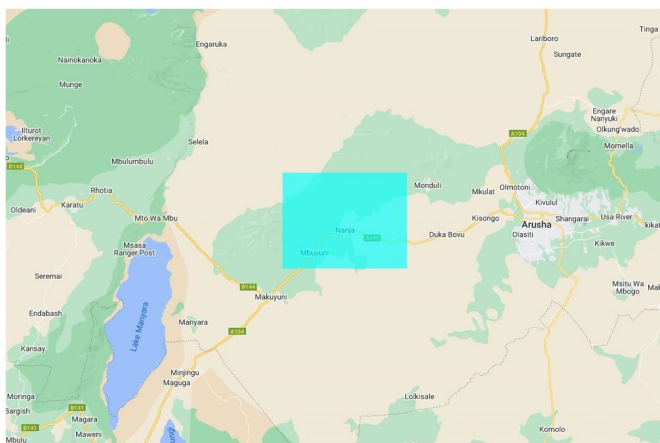 Engaruka
Lariboro
Tinga
Sungate
Nainokanoka
Munge
Engare
Nanyuki
Olkung'wado
Ilturot
Lorkereyan
A104
Selela
Momella
Mbulumbulu
B144
Rhotia
Monduli
Mkulat
Olmotoni
Kivulul
Oldeani
Karatu
Mto Wa Mbu
Kisongo
Shangarai
Usa River
Arusha
kikat
Nanja
A104
Duka Bovu
Olasiti
Kikwe
Msasa
Ranger Post
Mbuyuni
Seremai
B144
Makuyuni
Msitu Wa
Mbogo
Mak
Endabash
Lake Manyara
Manyara
A104
Kansay
Minjingu
Maguga
Moringa
Lolkisale
Bargish
B141
Magara
B141
Maweni
Mbulu
Komolo